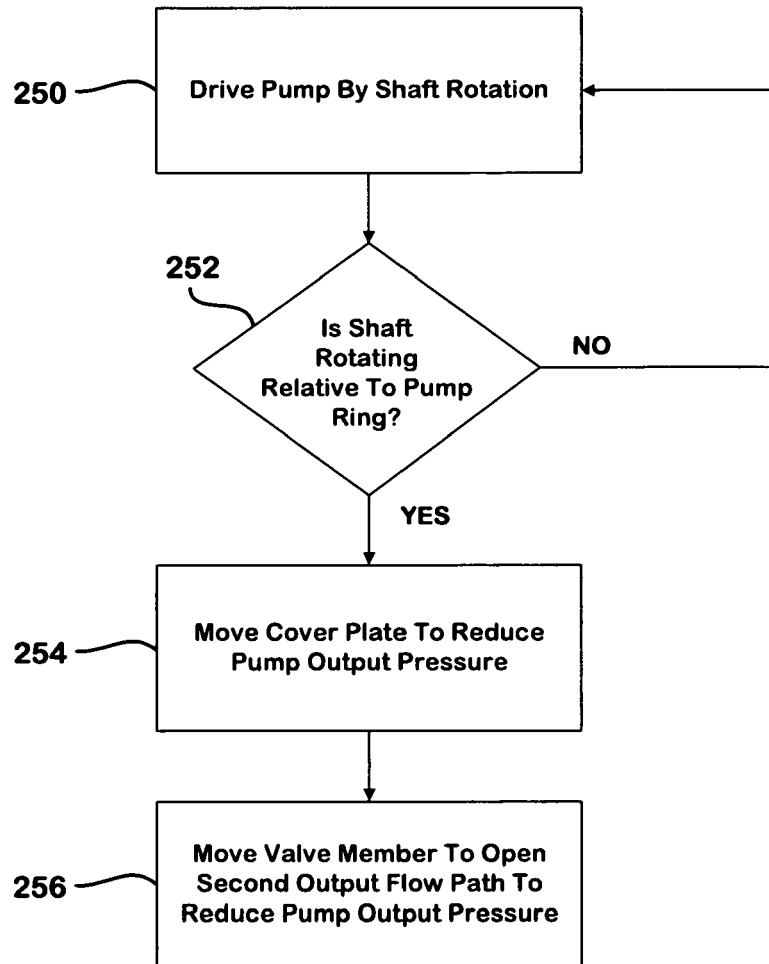 250
Drive Pump By Shaft Rotation
252
Is Shaft
Rotating
Relative To Pump
Ring?
NO
YES
254
Move Cover Plate To Reduce
Pump Output Pressure
256
Move Valve Member To Open
Second Output Flow Path To
Reduce Pump Output Pressure